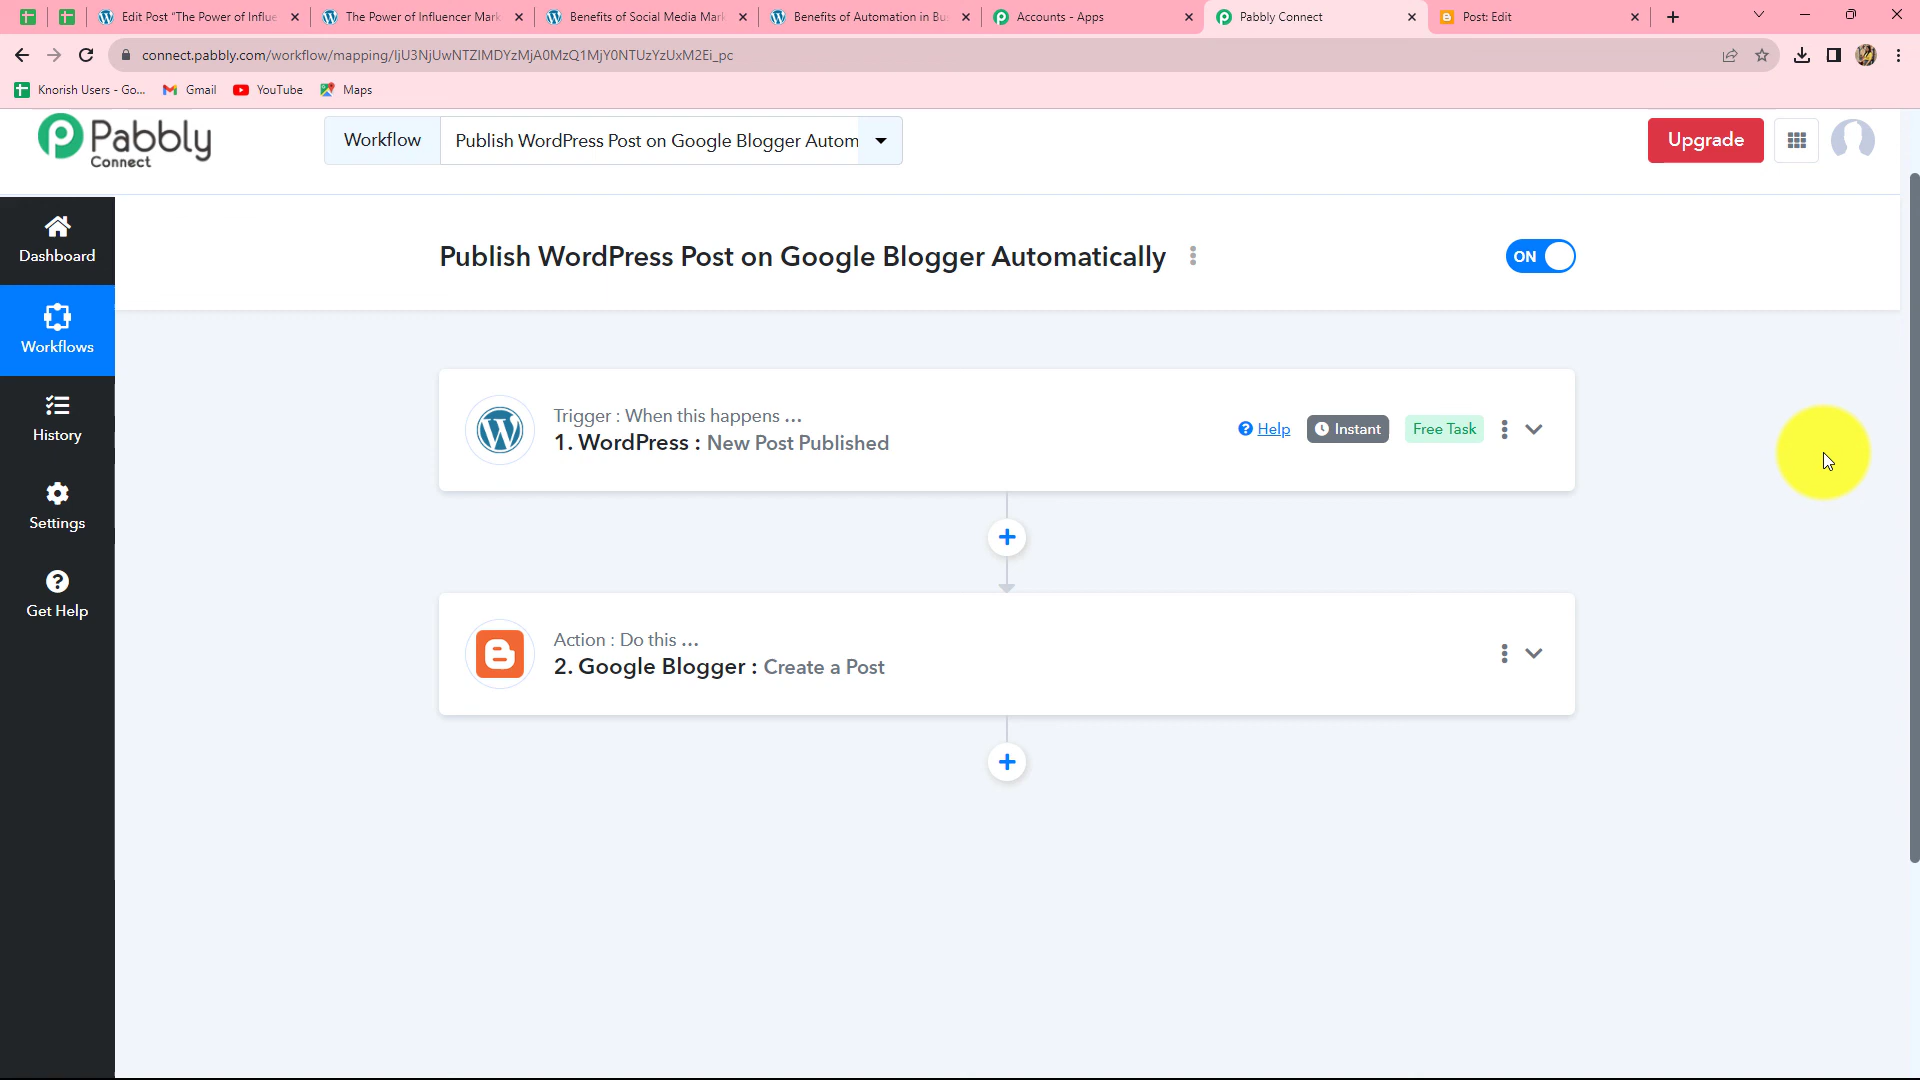 Edit Post "The Power of Influe
The Power of Influencer Mark
Benefits of Social Media Mark
Benefits of Automation in Bu
Accounts - Apps
Pabbly Connect
Post: Edit
connect.pabbly.com/workflow/mapping/IjU3NjUwNTZlMDYzMjA0MzQ1MjY0NTUzYzUxM2Ei_pc
Knorish Users - Go...
Gmail
YouTube
Maps
Pabbly
Connect
Workflow
Publish WordPress Post on Google Blogger Autom
Upgrade
Dashboard
Workflows
History
Settings
Get Help
Publish WordPress Post on Google Blogger Automatically
ON
Trigger : When this happens ...
1. WordPress : New Post Published
Help
Instant
Free Task
Action : Do this ...
2. Google Blogger : Create a Post